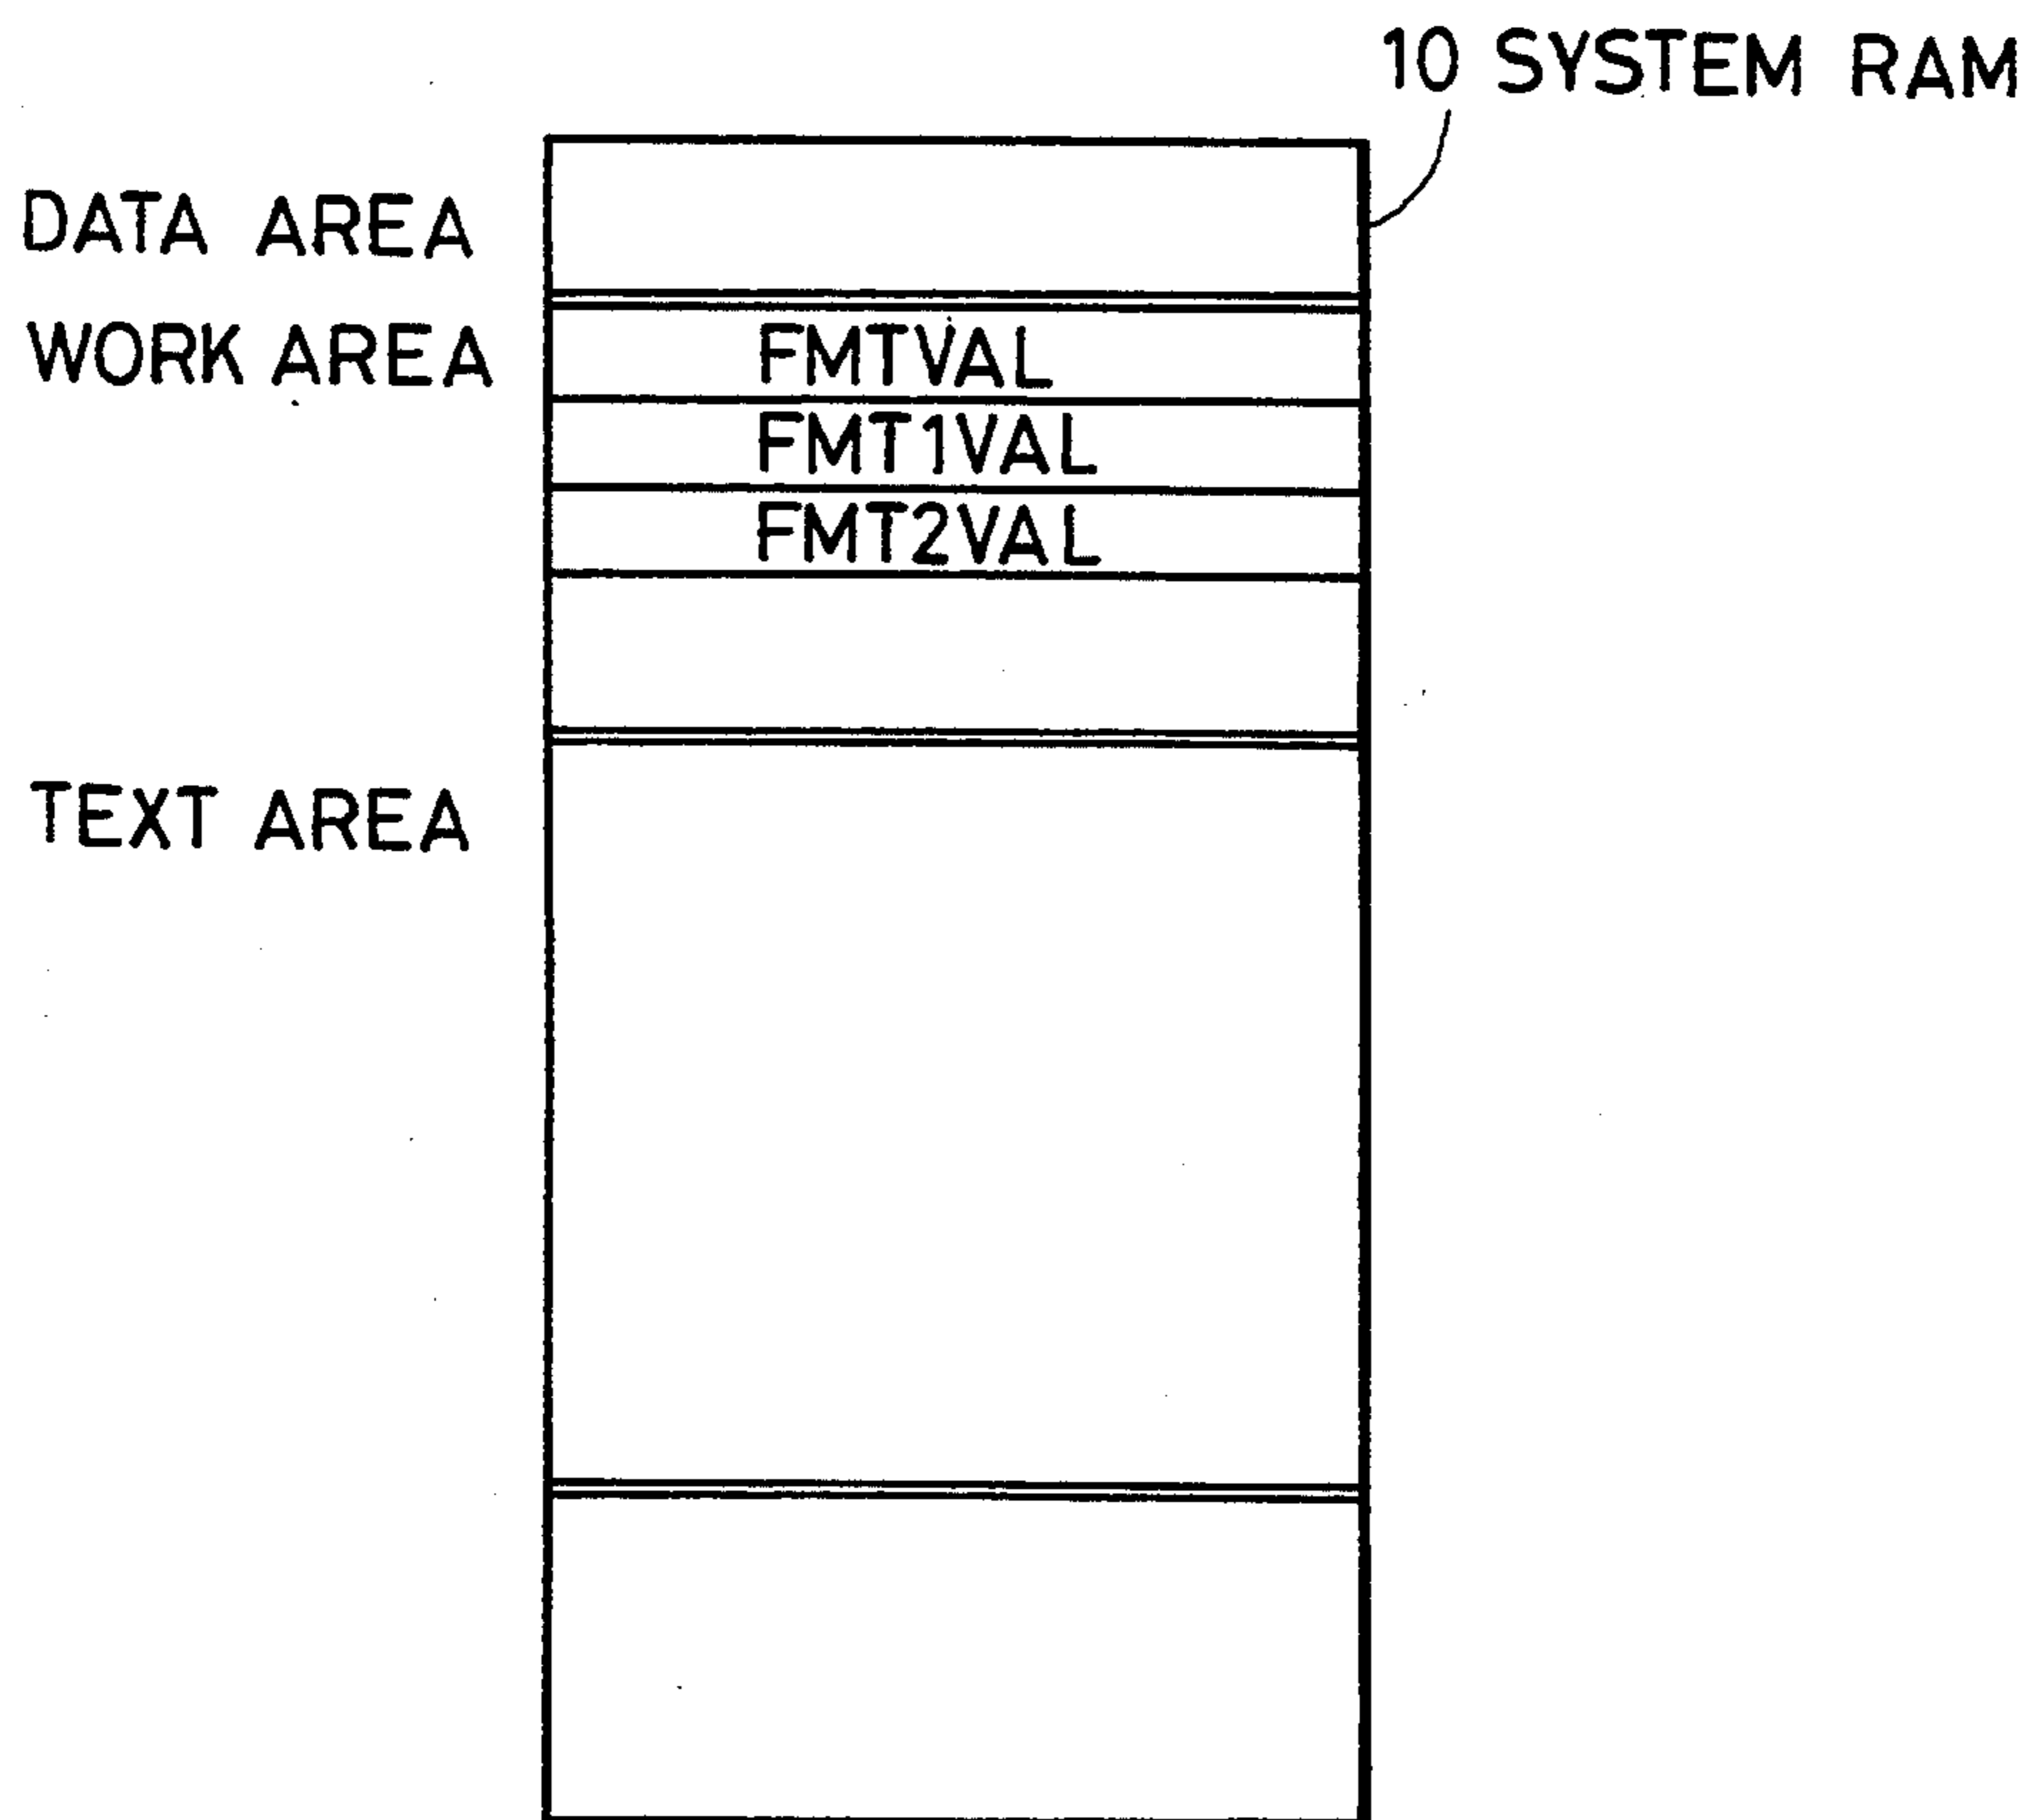 10 SYSTEM RAM
DATA AREA
WORK AREA
FMTVAL
FMT1VAL
FMT2VAL
TEXT AREA